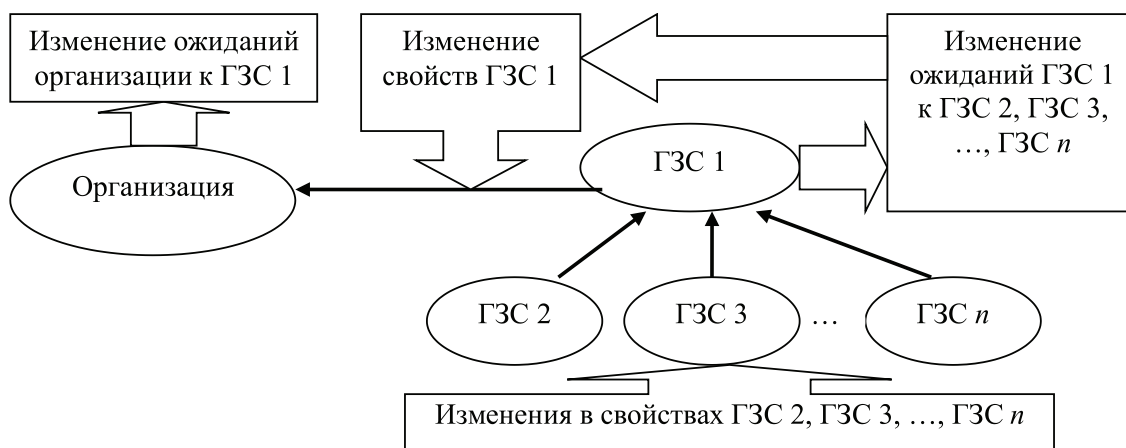 Изменение ожиданий
организации к ГЗС 1
Изменение
свойств ГЗС 1
Изменение
ожиданий ГЗС 1
к ГЗС 2, ГЗС 3,
…, ГЗС n
Организация
ГЗС 1
ГЗС 2
ГЗС 3
…
ГЗС n
Изменения в свойствах ГЗС 2, ГЗС 3, …, ГЗС n